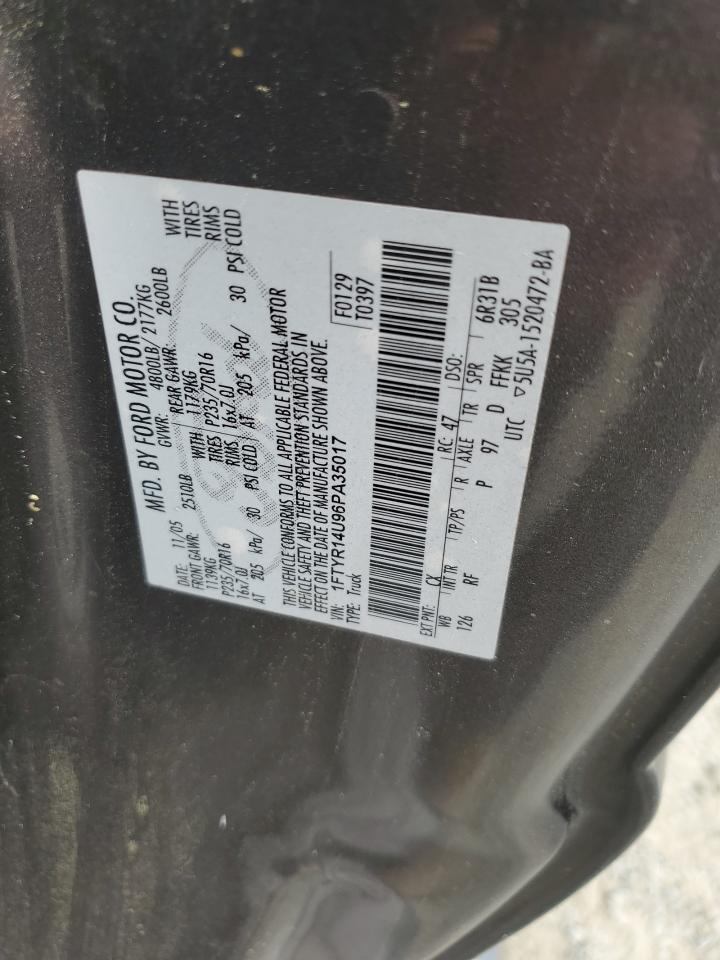 MFD. BY FORD MOTOR CO.
DATE: 11/05 GVWR: 4800LB/ 2177KG
FRONT GAWR: 2510LB REAR GAWR: 2600LB
1139KG WITH 1179KG WITH
P235/70R16 TIRES P235/70R16 TIRES
16x7.0J RIMS 16x7.0J RIMS
AT 205 kPa/ 30 PSI COLD AT 205 kPa/ 30 PSI COLD
THIS VEHICLE CONFORMS TO ALL APPLICABLE FEDERAL MOTOR
VEHICLE SAFETY AND THEFT PREVENTION STANDARDS IN
EFFECT ON THE DATE OF MANUFACTURE SHOWN ABOVE.
VIN: 1FTYR14U96PA35017 F0129
TYPE: Truck T0397
EXT PNT: CX RC: 47 DSO:
WB INT TR TP/PS R AXLE TR SPR 6R31B
126 RF P 97 D FFKK 305
UTC ▽5U5A-1520472-BA